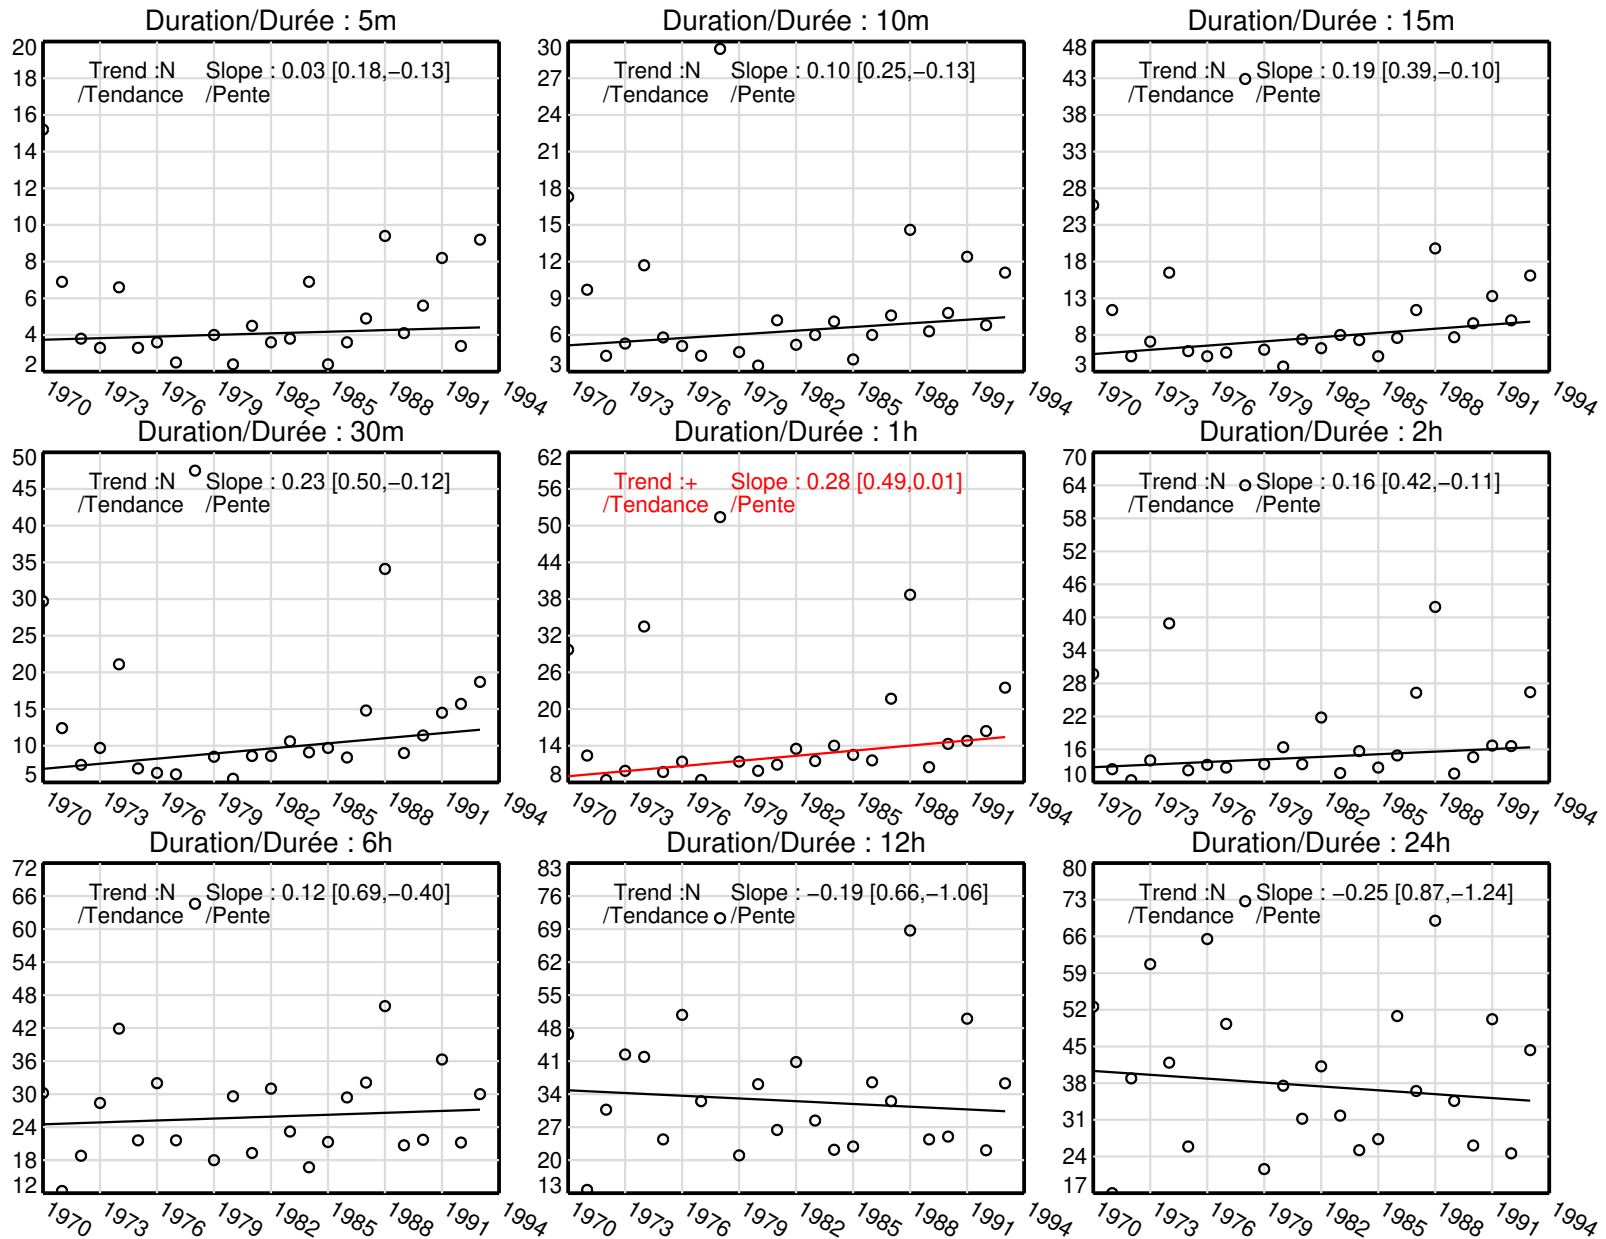 Duration/Durée : 5m
Trend :N Slope : 0.03 [0.18,−0.13]
/Tendance /Pente
20
18
16
14
12
10
8
6
4
2
1970 1973 1976 1979 1982 1985 1988 1991 1994
Duration/Durée : 10m
Trend :N Slope : 0.10 [0.25,−0.13]
/Tendance /Pente
30
27
24
21
18
15
12
9
6
3
1970 1973 1976 1979 1982 1985 1988 1991 1994
Duration/Durée : 15m
Trend :N Slope : 0.19 [0.39,−0.10]
/Tendance /Pente
48
43
38
33
28
23
18
13
8
3
1970 1973 1976 1979 1982 1985 1988 1991 1994
Duration/Durée : 30m
Trend :N Slope : 0.23 [0.50,−0.12]
/Tendance /Pente
50
45
40
35
30
25
20
15
10
5
1970 1973 1976 1979 1982 1985 1988 1991 1994
Duration/Durée : 1h
Trend :+ Slope : 0.28 [0.49,0.01]
/Tendance /Pente
62
56
50
44
38
32
26
20
14
8
1970 1973 1976 1979 1982 1985 1988 1991 1994
Duration/Durée : 2h
Trend :N Slope : 0.16 [0.42,−0.11]
/Tendance /Pente
70
64
58
52
46
40
34
28
22
16
10
1970 1973 1976 1979 1982 1985 1988 1991 1994
Duration/Durée : 6h
Trend :N Slope : 0.12 [0.69,−0.40]
/Tendance /Pente
72
66
60
54
48
42
36
30
24
18
12
1970 1973 1976 1979 1982 1985 1988 1991 1994
Duration/Durée : 12h
Trend :N Slope : −0.19 [0.66,−1.06]
/Tendance /Pente
83
76
69
62
55
48
41
34
27
20
13
1970 1973 1976 1979 1982 1985 1988 1991 1994
Duration/Durée : 24h
Trend :N Slope : −0.25 [0.87,−1.24]
/Tendance /Pente
80
73
66
59
52
45
38
31
24
17
1970 1973 1976 1979 1982 1985 1988 1991 1994